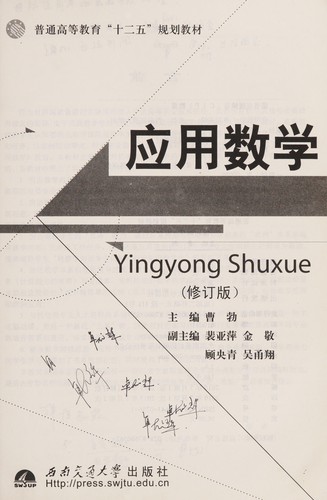 普通高等教育“十二五”规划教材
应用数学
Yingyong Shuxue
(修订版)
主 编 曹 勃
副主编 裴亚萍 金 敬
顾央青 吴甬翔
SWJUP
西南交通大学出版社
Http://press.swjtu.edu.cn